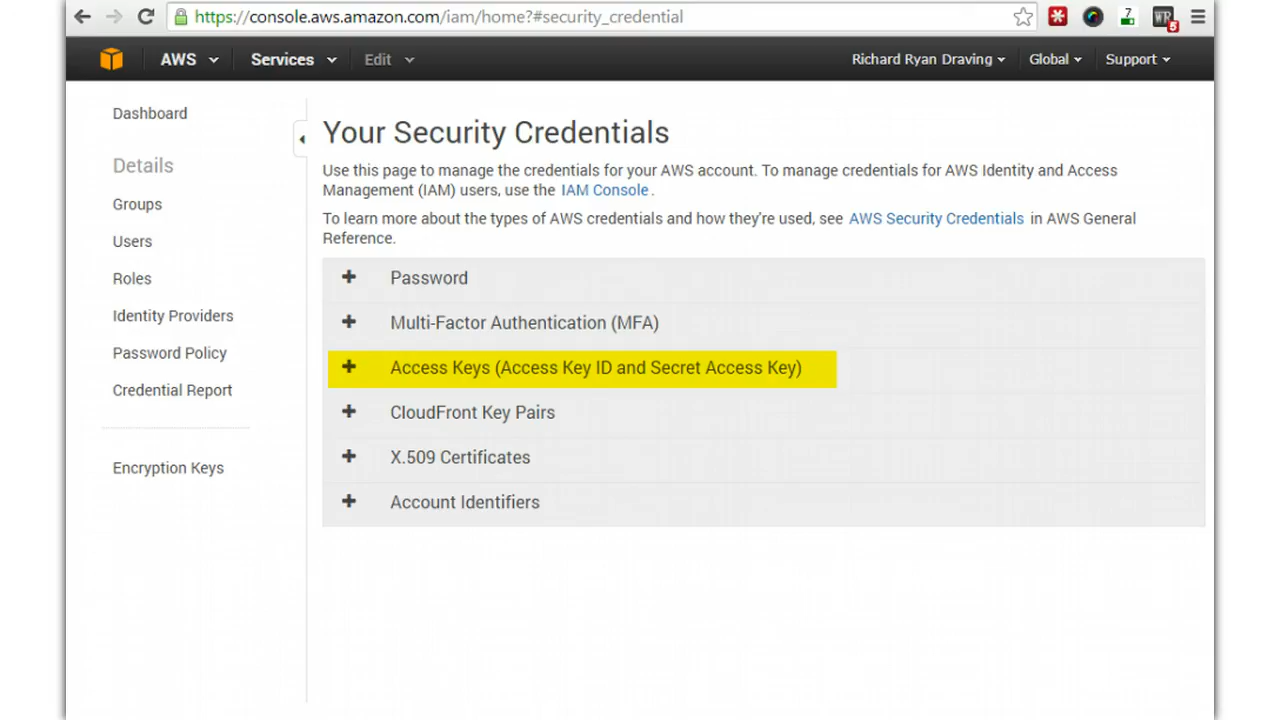 https://console.aws.amazon.com/iam/home?#security_credential
7
WR
5
AWS Services Edit Richard Ryan Draving Global Support
Dashboard
Details
Groups
Users
Roles
Identity Providers
Password Policy
Credential Report
Encryption Keys
Your Security Credentials
Use this page to manage the credentials for your AWS account. To manage credentials for AWS Identity and Access
Management (IAM) users, use the IAM Console .
To learn more about the types of AWS credentials and how they're used, see AWS Security Credentials in AWS General
Reference.
Password
Multi-Factor Authentication (MFA)
Access Keys (Access Key ID and Secret Access Key)
CloudFront Key Pairs
X.509 Certificates
Account Identifiers